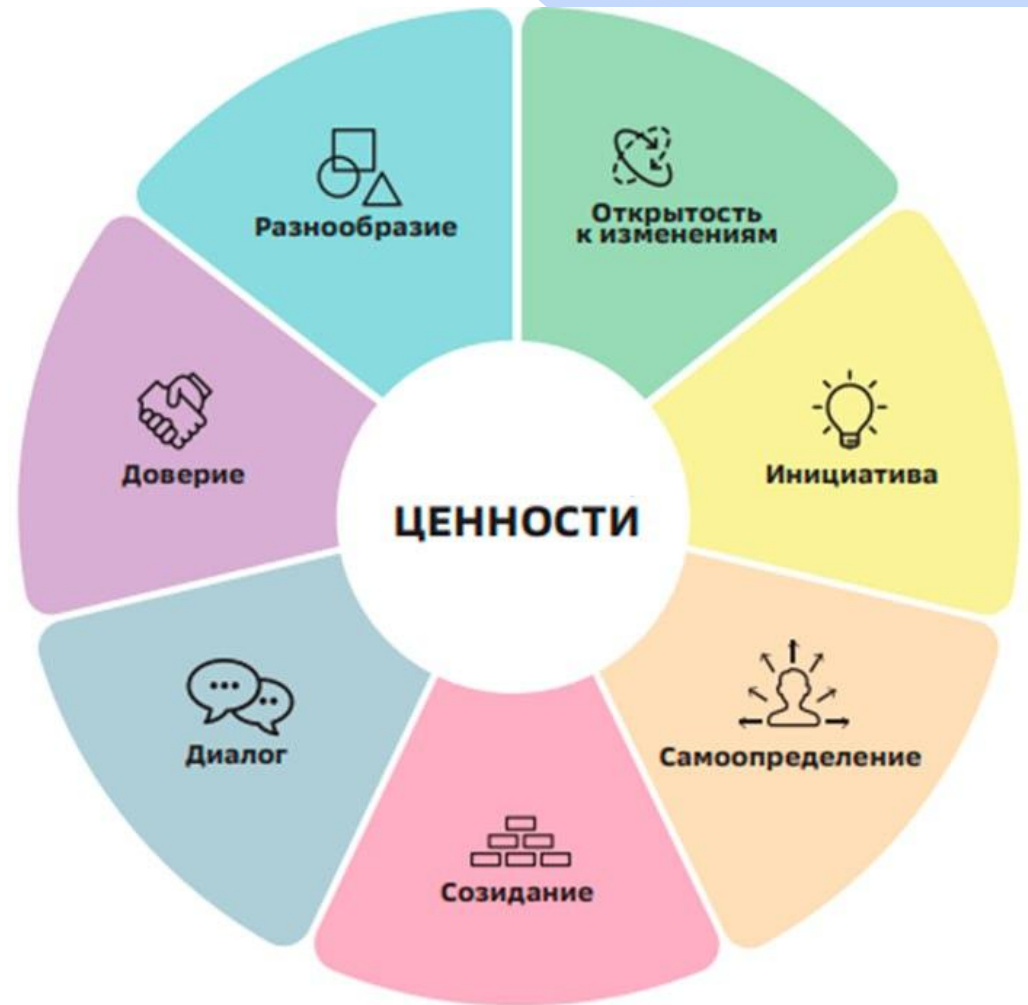 Разнообразие
Открытость
к изменениям
Доверие
Инициатива
ЦЕННОСТИ
Диалог
Самоопределение
Созидание